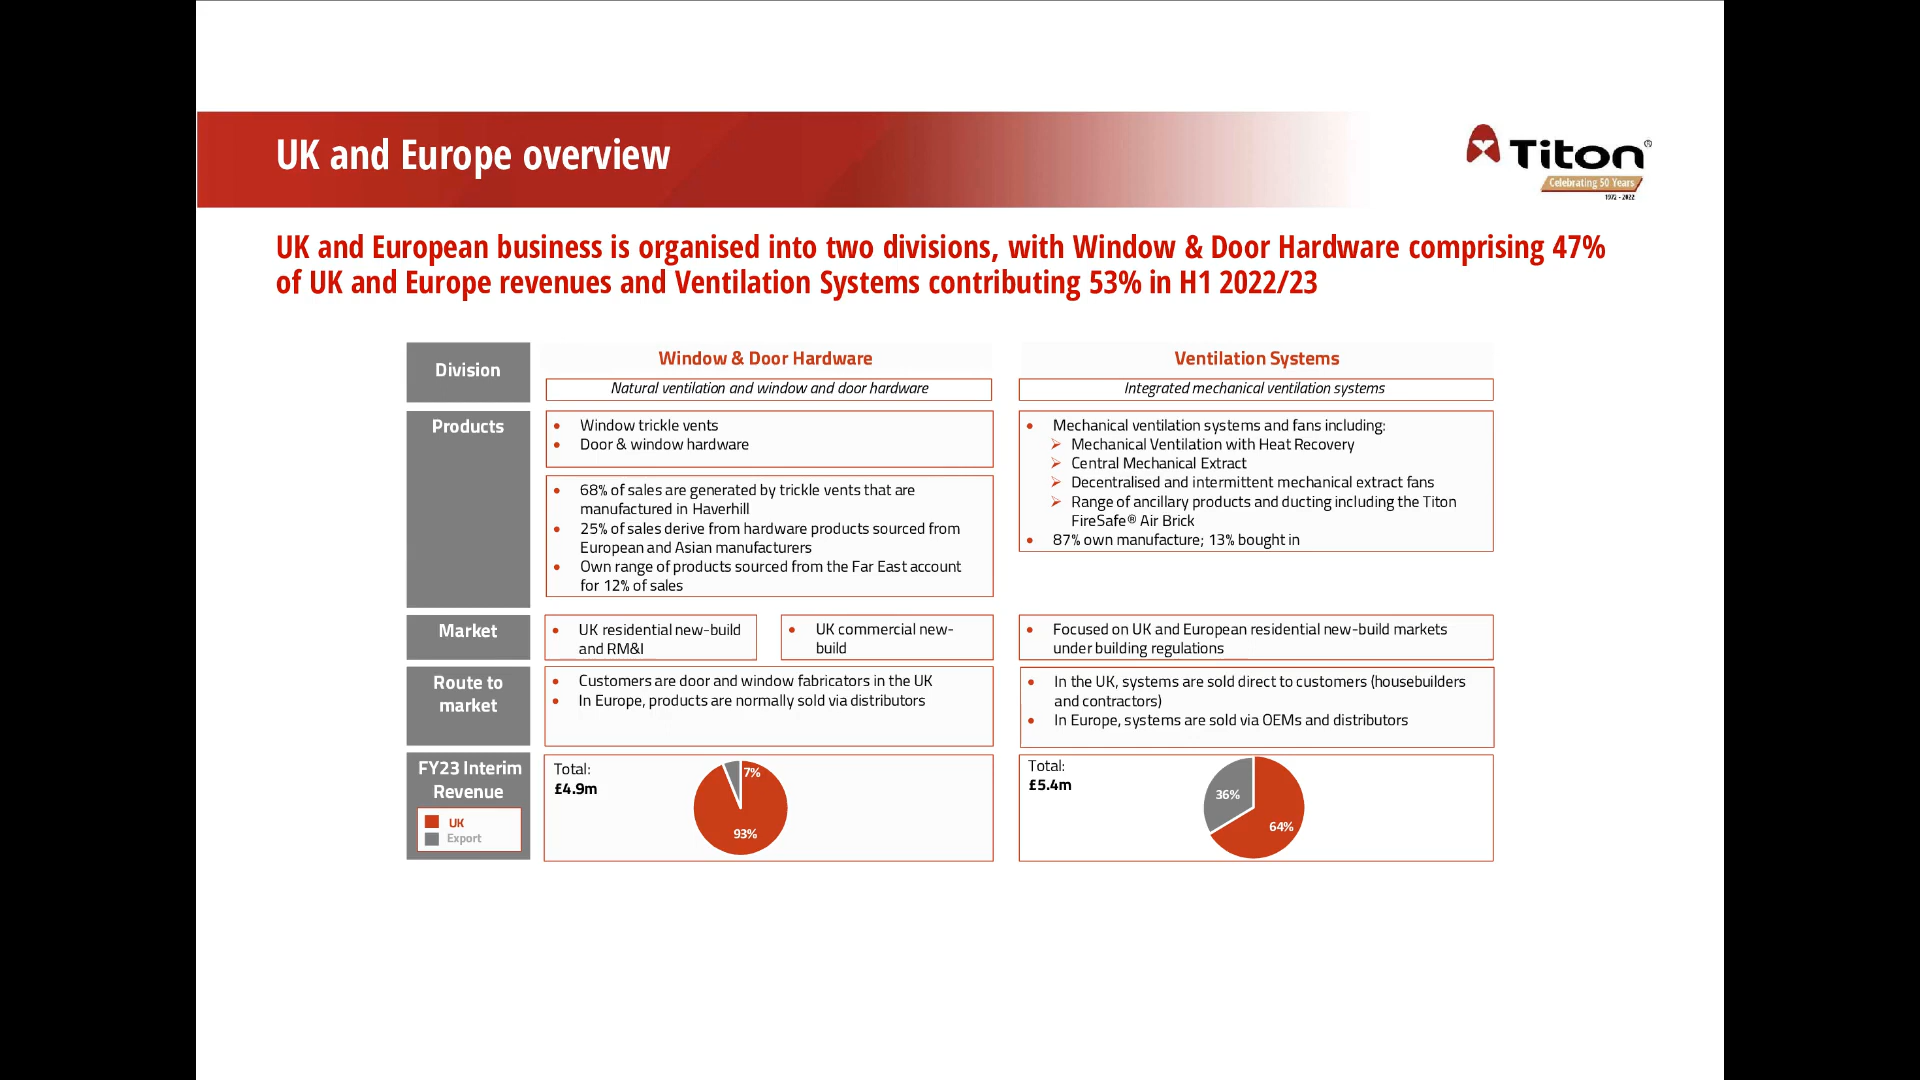 UK and Europe overview
Titon®
Celebrating 50 Years
1972 - 2022
UK and European business is organised into two divisions, with Window & Door Hardware comprising 47%
of UK and Europe revenues and Ventilation Systems contributing 53% in H1 2022/23
Division
Window & Door Hardware
Natural ventilation and window and door hardware
Ventilation Systems
Integrated mechanical ventilation systems
Products
• Window trickle vents
• Door & window hardware
• 68% of sales are generated by trickle vents that are
manufactured in Haverhill
• 25% of sales derive from hardware products sourced from
European and Asian manufacturers
• Own range of products sourced from the Far East account
for 12% of sales
• Mechanical ventilation systems and fans including:
➢ Mechanical Ventilation with Heat Recovery
➢ Central Mechanical Extract
➢ Decentralised and intermittent mechanical extract fans
➢ Range of ancillary products and ducting including the Titon
FireSafe® Air Brick
• 87% own manufacture; 13% bought in
Market
• UK residential new-build
and RM&I
• UK commercial new-
build
• Focused on UK and European residential new-build markets
under building regulations
Route to
market
• Customers are door and window fabricators in the UK
• In Europe, products are normally sold via distributors
• In the UK, systems are sold direct to customers (housebuilders
and contractors)
• In Europe, systems are sold via OEMs and distributors
FY23 Interim
Revenue
UK
Export
Total:
£4.9m
7%
93%
Total:
£5.4m
36%
64%